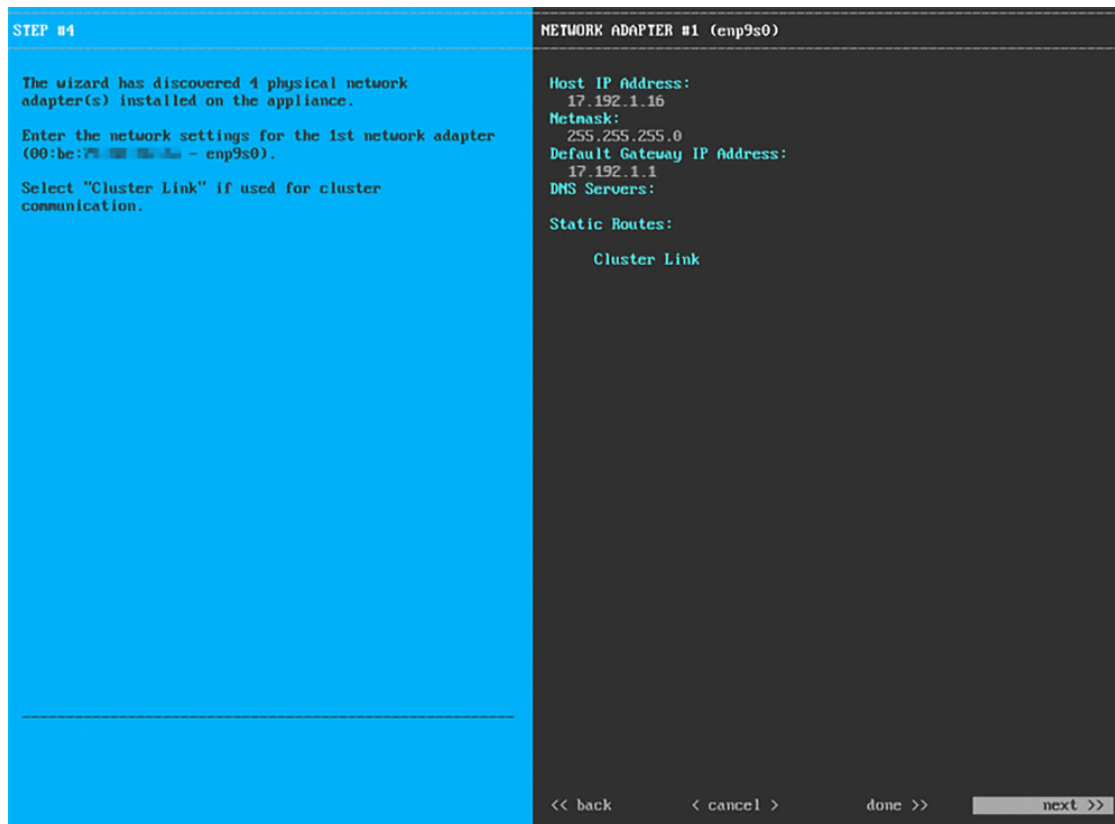 STEP #4
The wizard has discovered 4 physical network
adapter(s) installed on the appliance.
Enter the network settings for the 1st network adapter
(00:be: - enp9s0).
Select "Cluster Link" if used for cluster
communication.
NETWORK ADAPTER #1 (enp9s0)
Host IP Address:
17.192.1.16
Netmask:
255.255.255.0
Default Gateway IP Address:
17.192.1.1
DNS Servers:
Static Routes:
Cluster Link
<< back < cancel > done >> next >>